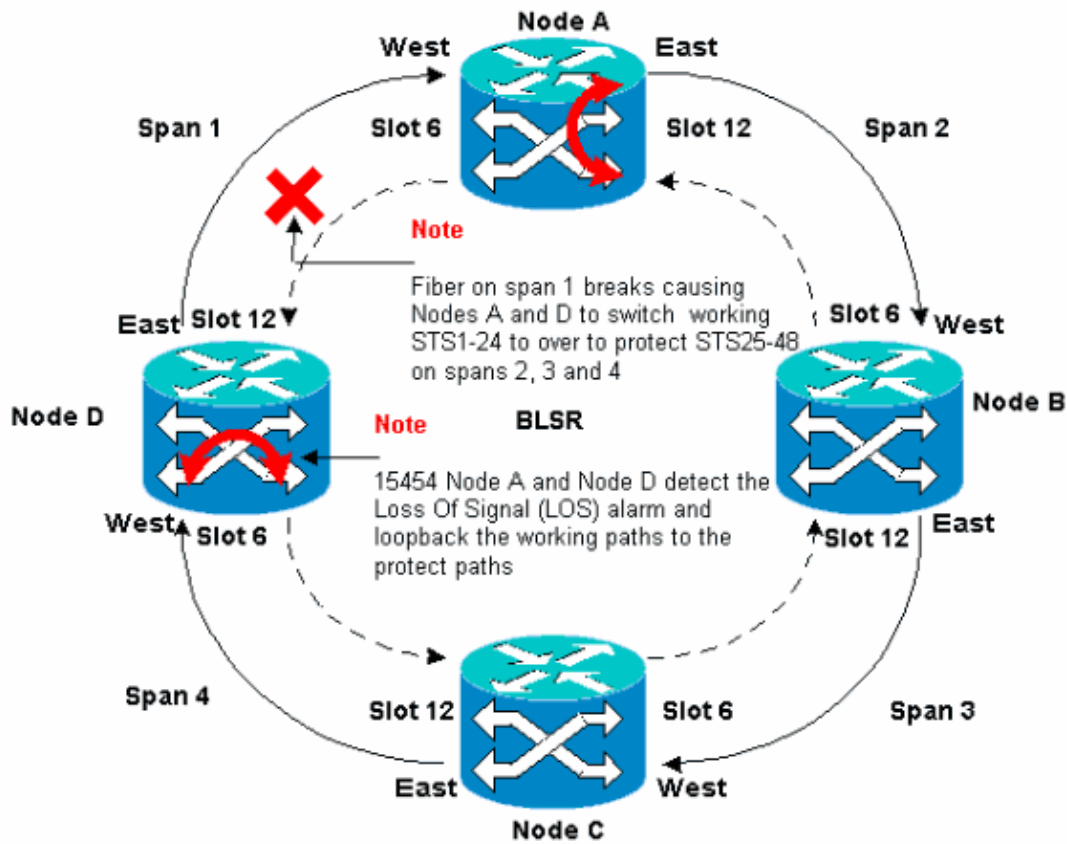 Node A
West
East
Span 1
Slot 6
Slot 12
Span 2
Note
Fiber on span 1 breaks causing
Nodes A and D to switch working
STS1-24 to over to protect STS25-48
on spans 2, 3 and 4
East
Slot 12
Slot 6
West
Node D
Note
BLSR
Node B
15454 Node A and Node D detect the
Loss Of Signal (LOS) alarm and
loopback the working paths to the
protect paths
West
Slot 6
East
Slot 12
Span 4
Slot 12
Slot 6
Span 3
East
West
Node C